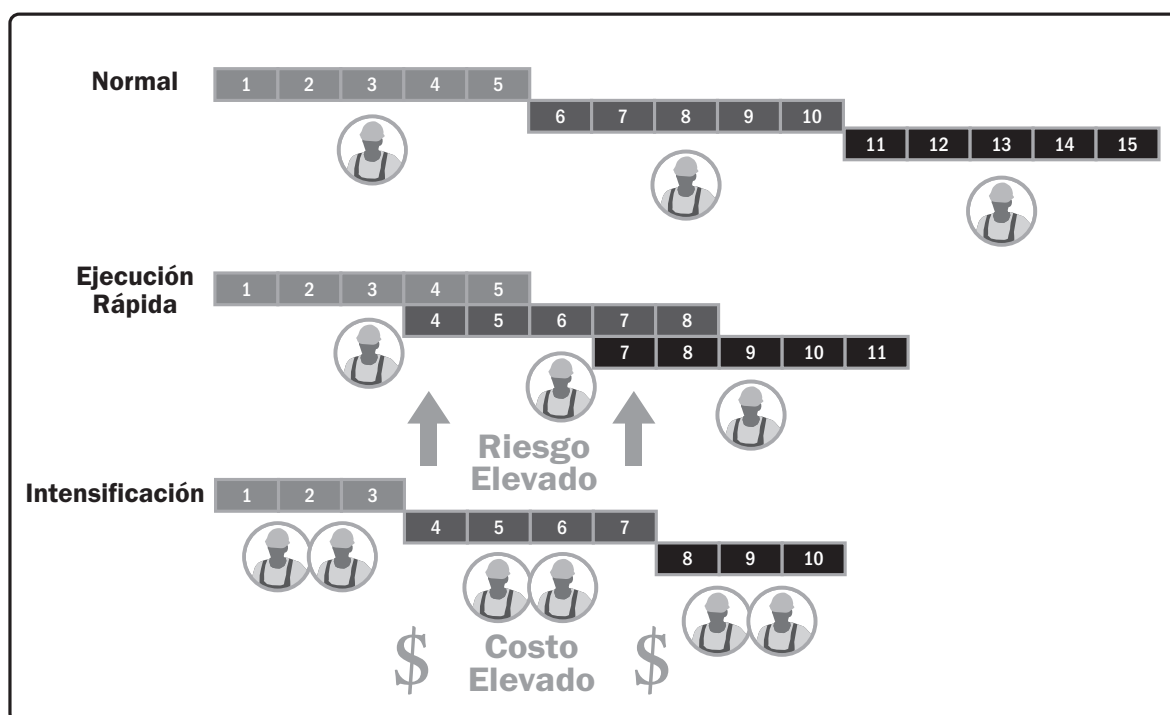 Normal
1 2 3 4 5
6 7 8 9 10
11 12 13 14 15
Ejecución
Rápida
1 2 3 4 5
4 5 6 7 8
7 8 9 10 11
Riesgo
Elevado
Intensificación
1 2 3
4 5 6 7
8 9 10
$ Costo $
Elevado